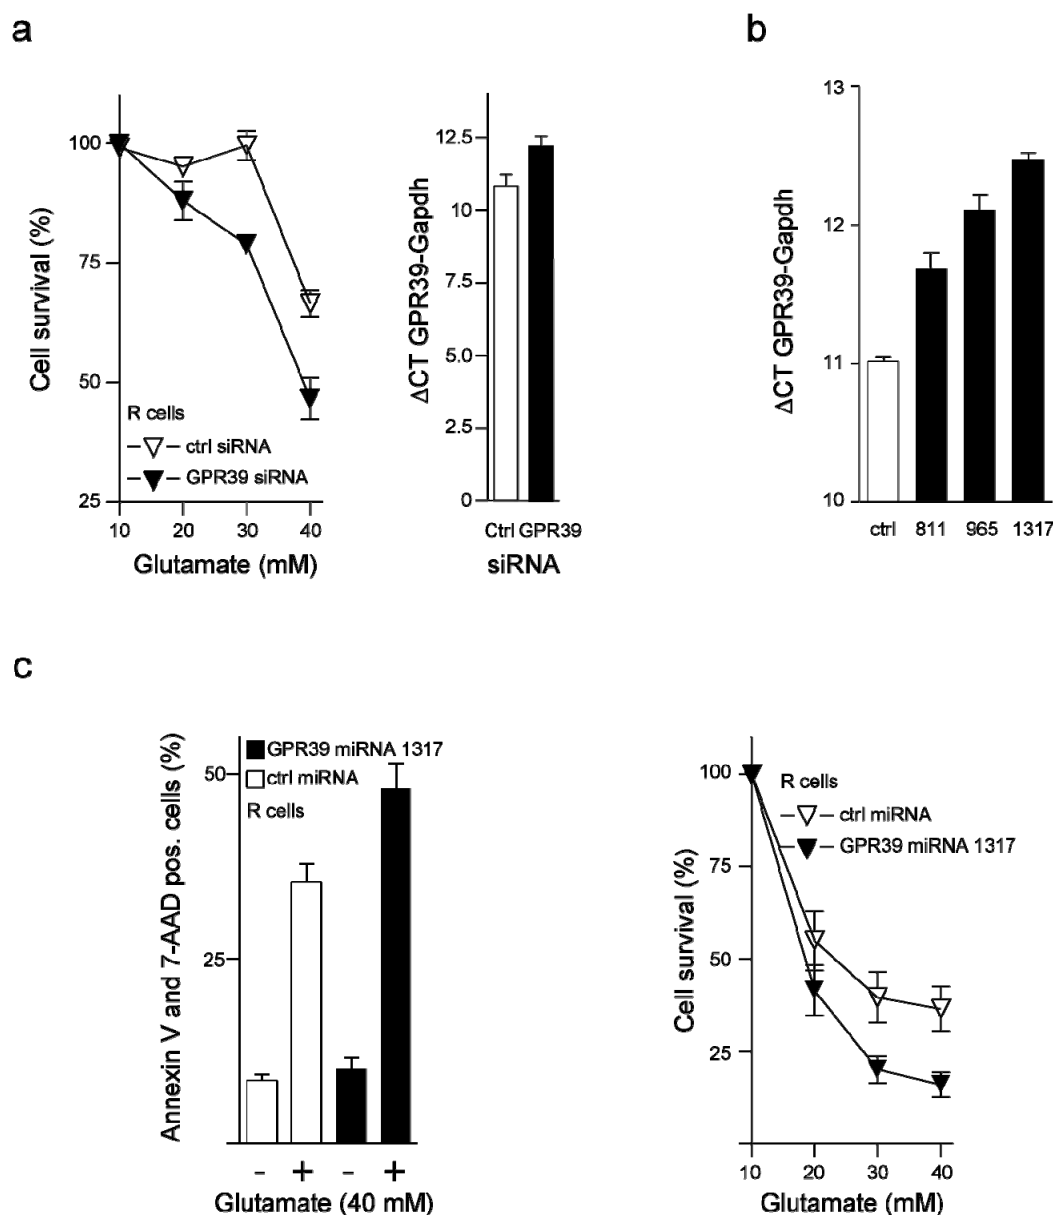 a
Cell survival (%)
100
75
50
25
R cells
ctrl siRNA
GPR39 siRNA
10 20 30 40
Glutamate (mM)
ΔCT GPR39-Gapdh
12.5
10
7.5
5.0
2.5
0
Ctrl GPR39
siRNA
b
ΔCT GPR39-Gapdh
13
12
11
10
ctrl 811 965 1317
c
Annexin V and 7-AAD pos. cells (%)
50
25
GPR39 miRNA 1317
ctrl miRNA
R cells
- + - +
Glutamate (40 mM)
Cell survival (%)
100
75
50
25
R cells
ctrl miRNA
GPR39 miRNA 1317
10 20 30 40
Glutamate (mM)